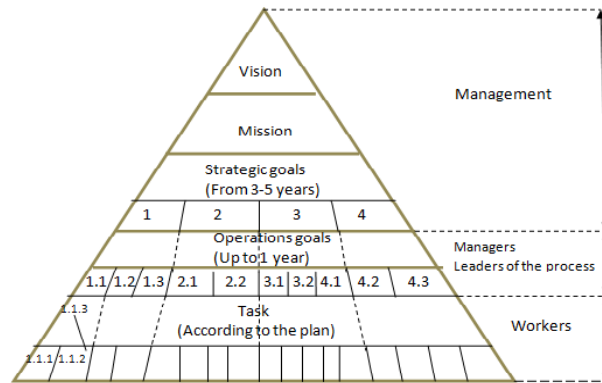 Vision
Management
Mission
Strategic goals
(From 3-5 years)
1 2 3 4
Operations goals
(Up to 1 year)
Managers
Leaders of the process
1.1 1.2 1.3 2.1 2.2 3.1 3.2 4.1 4.2 4.3
1.1.3
Task
(According to the plan)
Workers
1.1.1 1.1.2